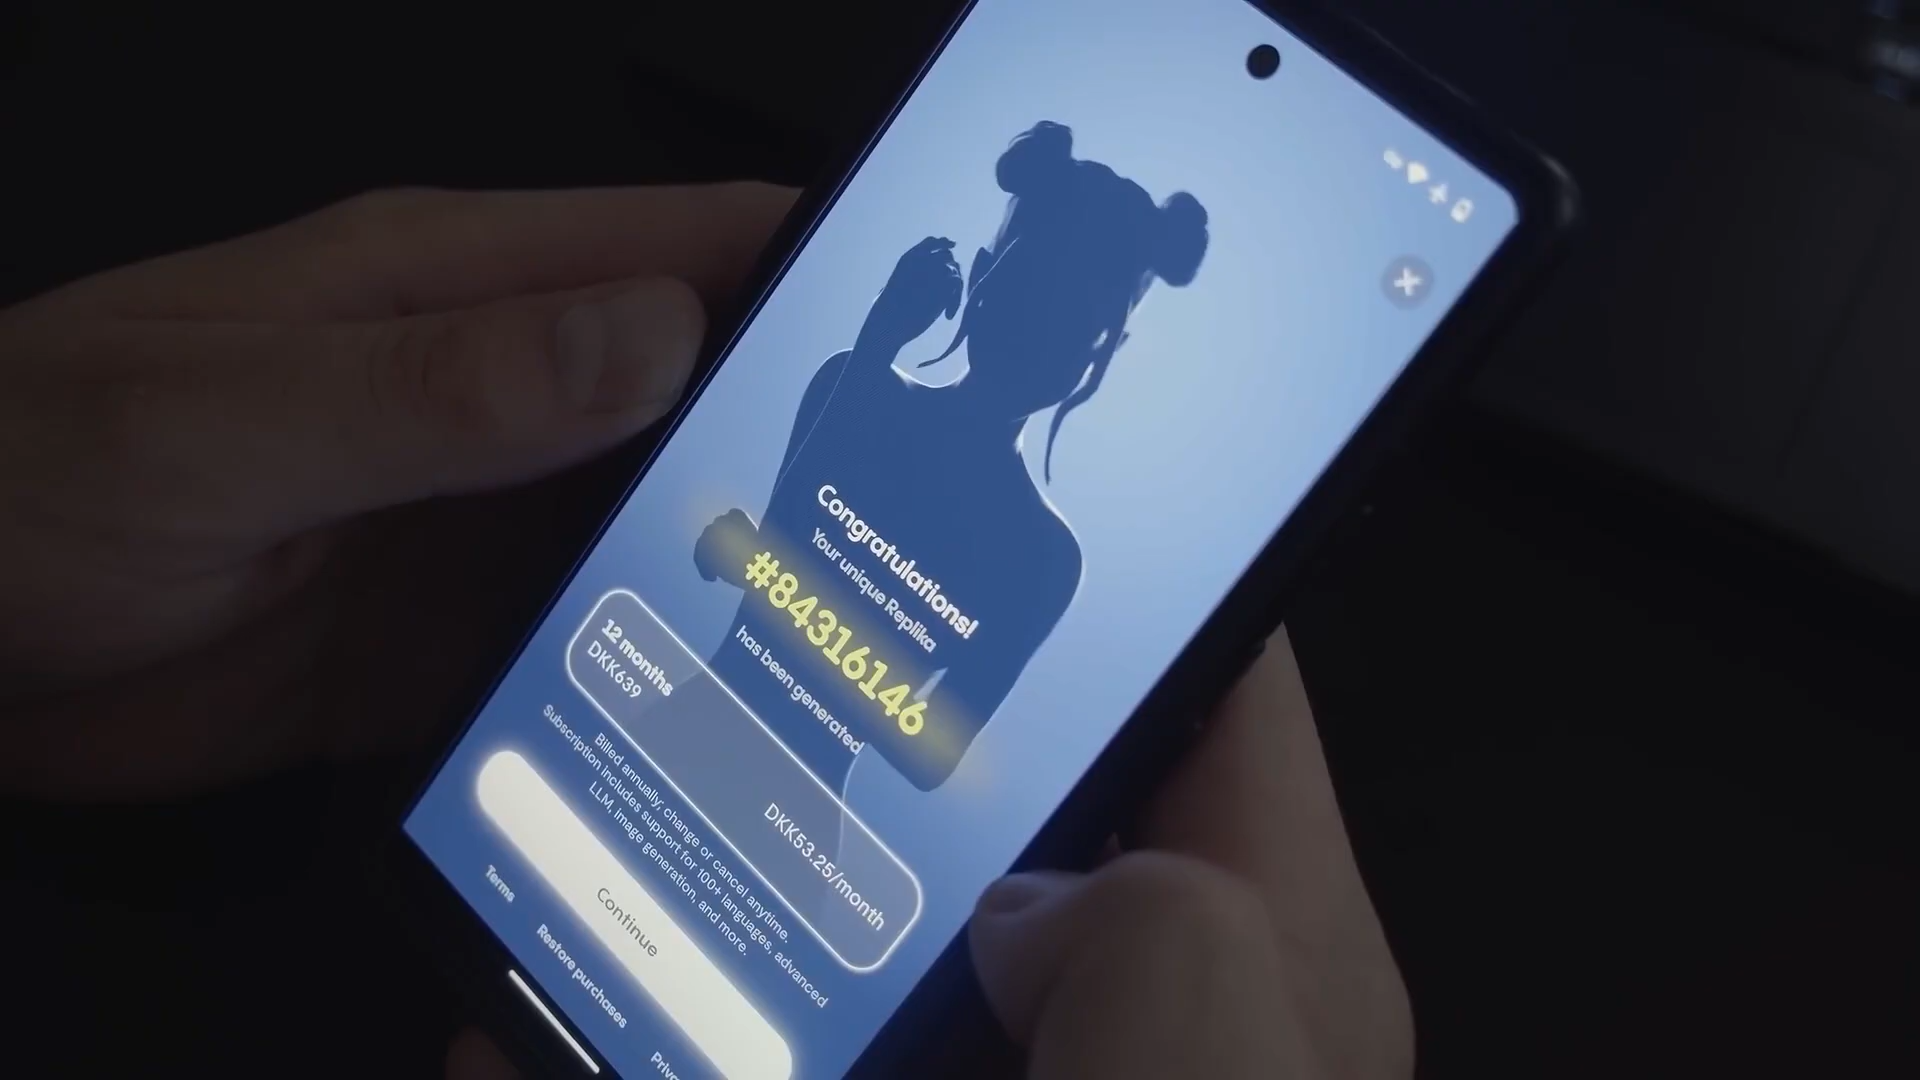 Congratulations!
Your unique Replika
#84316146
has been generated
12 months
DKK639
DKK53.25/month
Billed annually; change or cancel anytime.
Subscription includes support for 100+ languages, advanced
LLM, image generation, and more.
Continue
Terms
Restore purchases